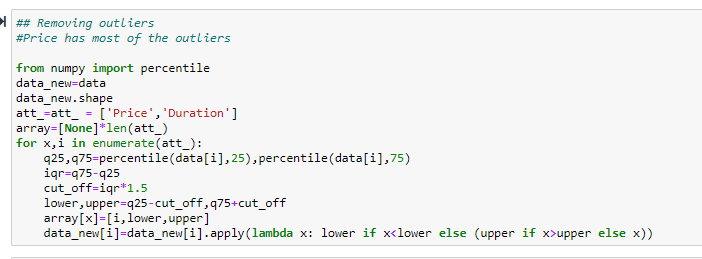 ## Removing outliers
#Price has most of the outliers
from numpy import percentile
data_new=data
data_new.shape
att_=att_ = ['Price','Duration']
array=[None]*len(att_)
for x,i in enumerate(att_):
    q25,q75=percentile(data[i],25),percentile(data[i],75)
    iqr=q75-q25
    cut_off=iqr*1.5
    lower,upper=q25-cut_off,q75+cut_off
    array[x]=[i,lower,upper]
    data_new[i]=data_new[i].apply(lambda x: lower if x<lower else (upper if x>upper else x))